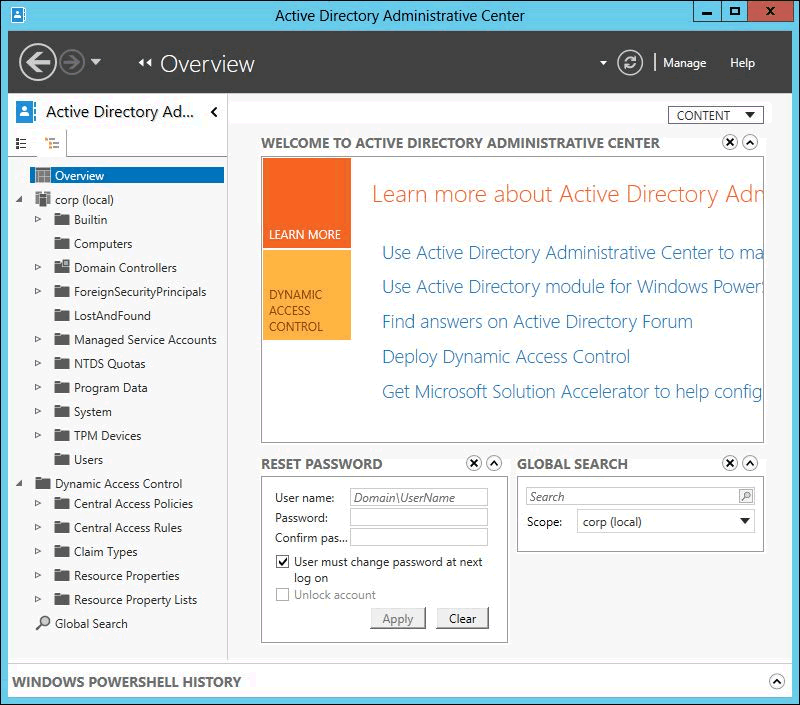 Active Directory Administrative Center
Overview
Manage
Help
Active Directory Ad...
Overview
corp (local)
Builtin
Computers
Domain Controllers
ForeignSecurityPrincipals
LostAndFound
Managed Service Accounts
NTDS Quotas
Program Data
System
TPM Devices
Users
Dynamic Access Control
Central Access Policies
Central Access Rules
Claim Types
Resource Properties
Resource Property Lists
Global Search
CONTENT
WELCOME TO ACTIVE DIRECTORY ADMINISTRATIVE CENTER
LEARN MORE
DYNAMIC
ACCESS
CONTROL
Learn more about Active Directory Adm
Use Active Directory Administrative Center to ma
Use Active Directory module for Windows PowerS
Find answers on Active Directory Forum
Deploy Dynamic Access Control
Get Microsoft Solution Accelerator to help config
RESET PASSWORD
User name: Domain\UserName
Password:
Confirm pas...
User must change password at next
log on
Unlock account
Apply
Clear
GLOBAL SEARCH
Search
Scope: corp (local)
WINDOWS POWERSHELL HISTORY